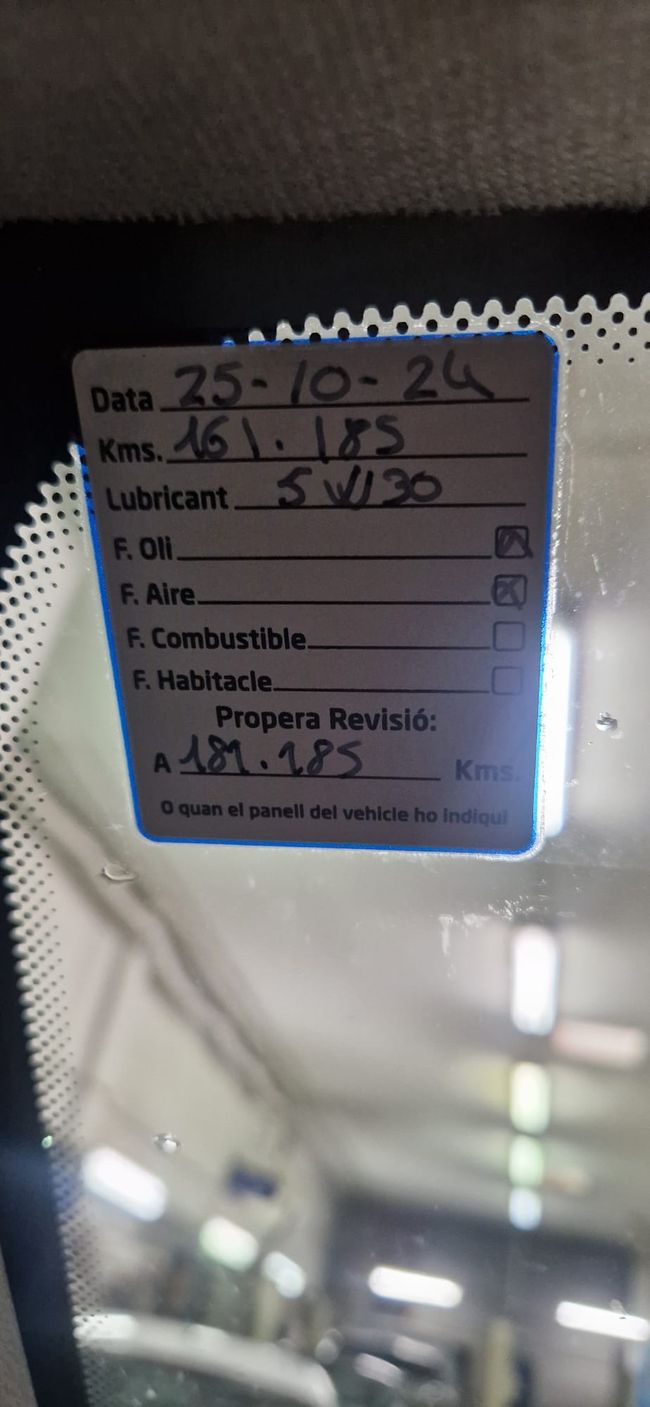 Data 25-10-24
Kms. 161.185
Lubricant 5W30
F. Oli
F. Aire
F. Combustible
F. Habitacle
Propera Revisió:
A 181.185 Kms.
O quan el panell del vehicle ho indiqui